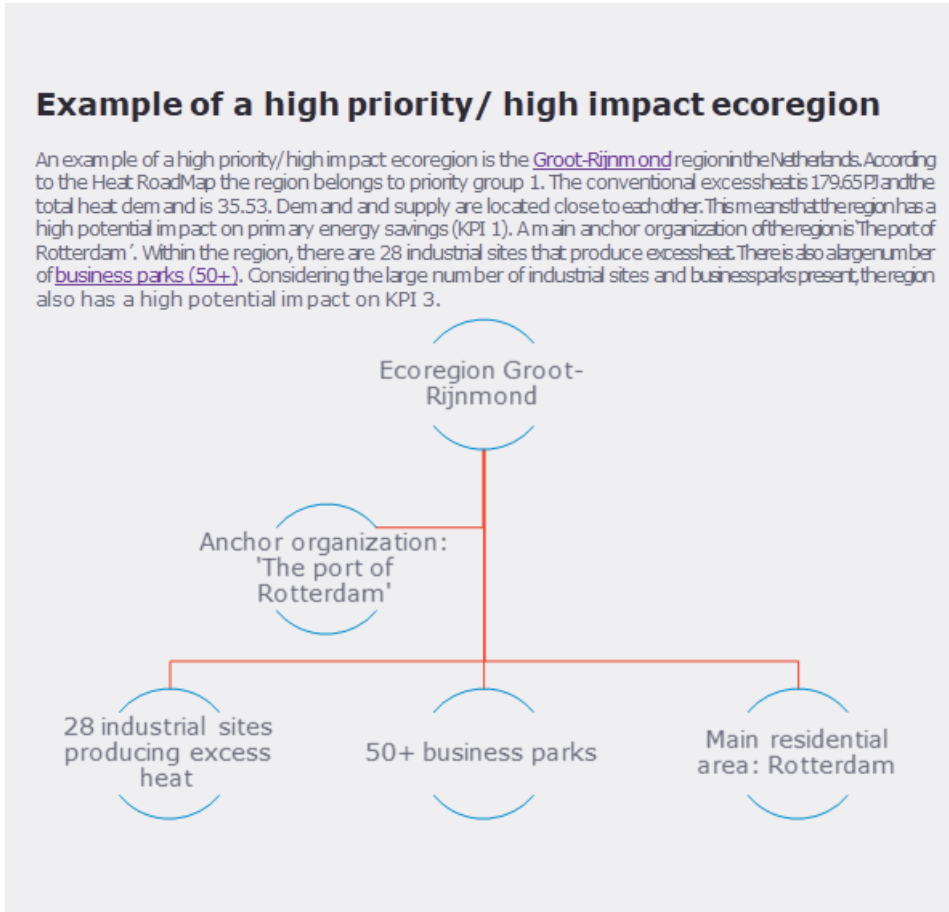 Example of a high priority/ high impact ecoregion
An example of a high priority/high impact ecoregion is the Groot-Rijnmond region in the Netherlands. According
to the Heat RoadMap the region belongs to priority group 1. The conventional excess heat is 179.65 PJ and the
total heat demand is 35.53. Demand and supply are located close to each other. This means that the region has a
high potential impact on primary energy savings (KPI 1). A main anchor organization of the region is ‘The port of
Rotterdam´. Within the region, there are 28 industrial sites that produce excess heat. There is also a large number
of business parks (50+). Considering the large number of industrial sites and business parks present, the region
also has a high potential impact on KPI 3.
Ecoregion Groot-
Rijnmond
Anchor organization:
'The port of
Rotterdam'
28 industrial sites
producing excess
heat
50+ business parks
Main residential
area: Rotterdam